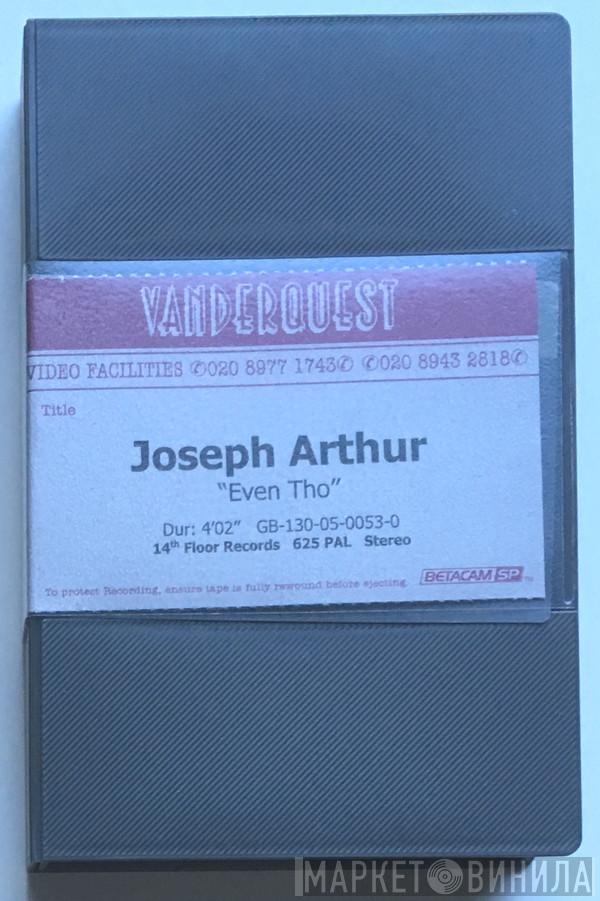 VANDERQUEST
VIDEO FACILITIES ✆020 8977 1743✆ ✆020 8943 2818✆
Title
Joseph Arthur
“Even Tho”
Dur: 4’02” GB-130-05-0053-0
14th Floor Records 625 PAL Stereo
To protect Recording, ensure tape is fully rewound before ejecting.
BETACAM SP™
МАРКЕТ ВИНИЛА